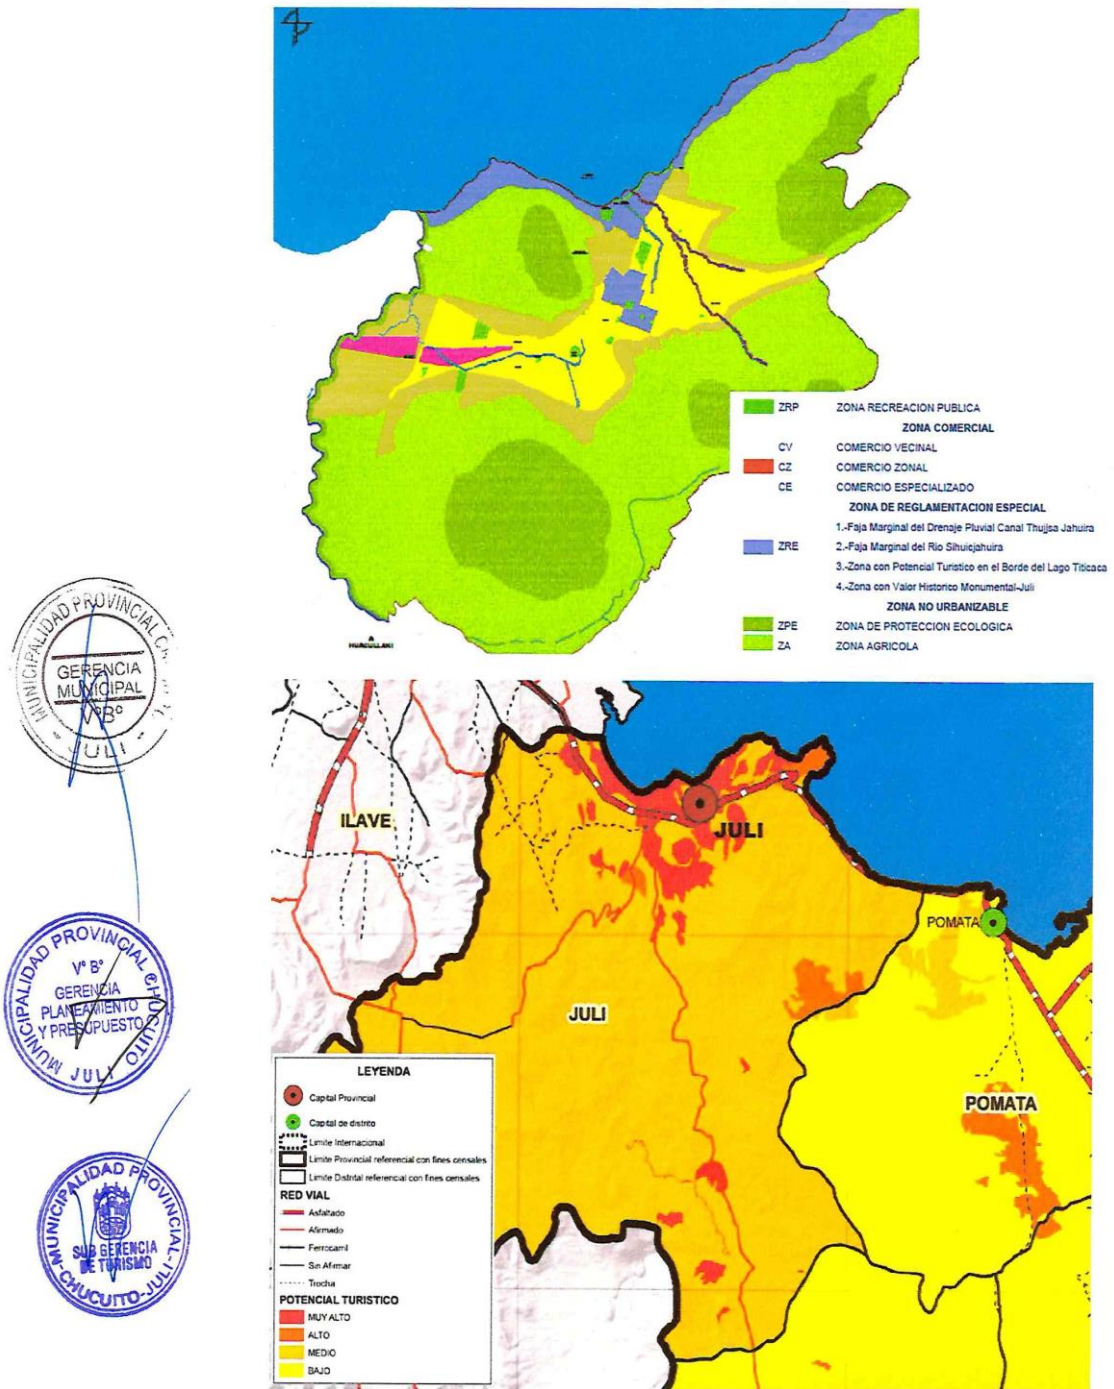 ZRP ZONA RECREACION PUBLICA
ZONA COMERCIAL
CV COMERCIO VECINAL
CZ COMERCIO ZONAL
CE COMERCIO ESPECIALIZADO
ZONA DE REGLAMENTACION ESPECIAL
1.-Faja Marginal del Drenaje Pluvial Canal Thujjsa Jahuira
ZRE 2.-Faja Marginal del Rio Sihuicjahuira
3.-Zona con Potencial Turistico en el Borde del Lago Titicaca
4.-Zona con Valor Historico Monumental-Juli
ZONA NO URBANIZABLE
ZPE ZONA DE PROTECCION ECOLOGICA
ZA ZONA AGRICOLA
HUACULLANI
MUNICIPALIDAD PROVINCIAL
GERENCIA
MUNICIPAL
V°B°
- JULI -
MUNICIPALIDAD PROVINCIAL CHUCUITO
V° B°
GERENCIA
PLANEAMIENTO
Y PRESUPUESTO
JULI
MUNICIPALIDAD PROVINCIAL
SUB GERENCIA
DE TURISMO
CHUCUITO-JULI
ILAVE
JULI
POMATA
JULI
POMATA
LEYENDA
Capital Provincial
Capital de distrito
Limite Internacional
Limite Provincial referencial con fines censales
Limite Distrital referencial con fines censales
RED VIAL
Asfaltado
Afirmado
Ferrocarril
Sin Afirmar
Trocha
POTENCIAL TURISTICO
MUY ALTO
ALTO
MEDIO
BAJO